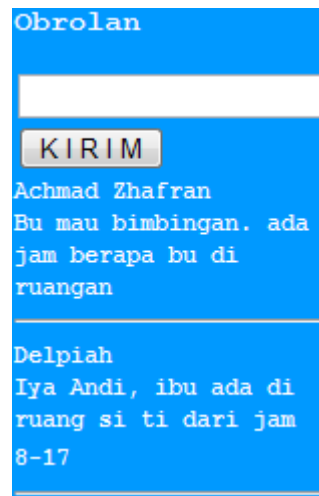 Obrolan
KIRIM
Achmad Zhafran
Bu mau bimbingan. ada
jam berapa bu di
ruangan
Delpiah
Iya Andi, ibu ada di
ruang si ti dari jam
8-17